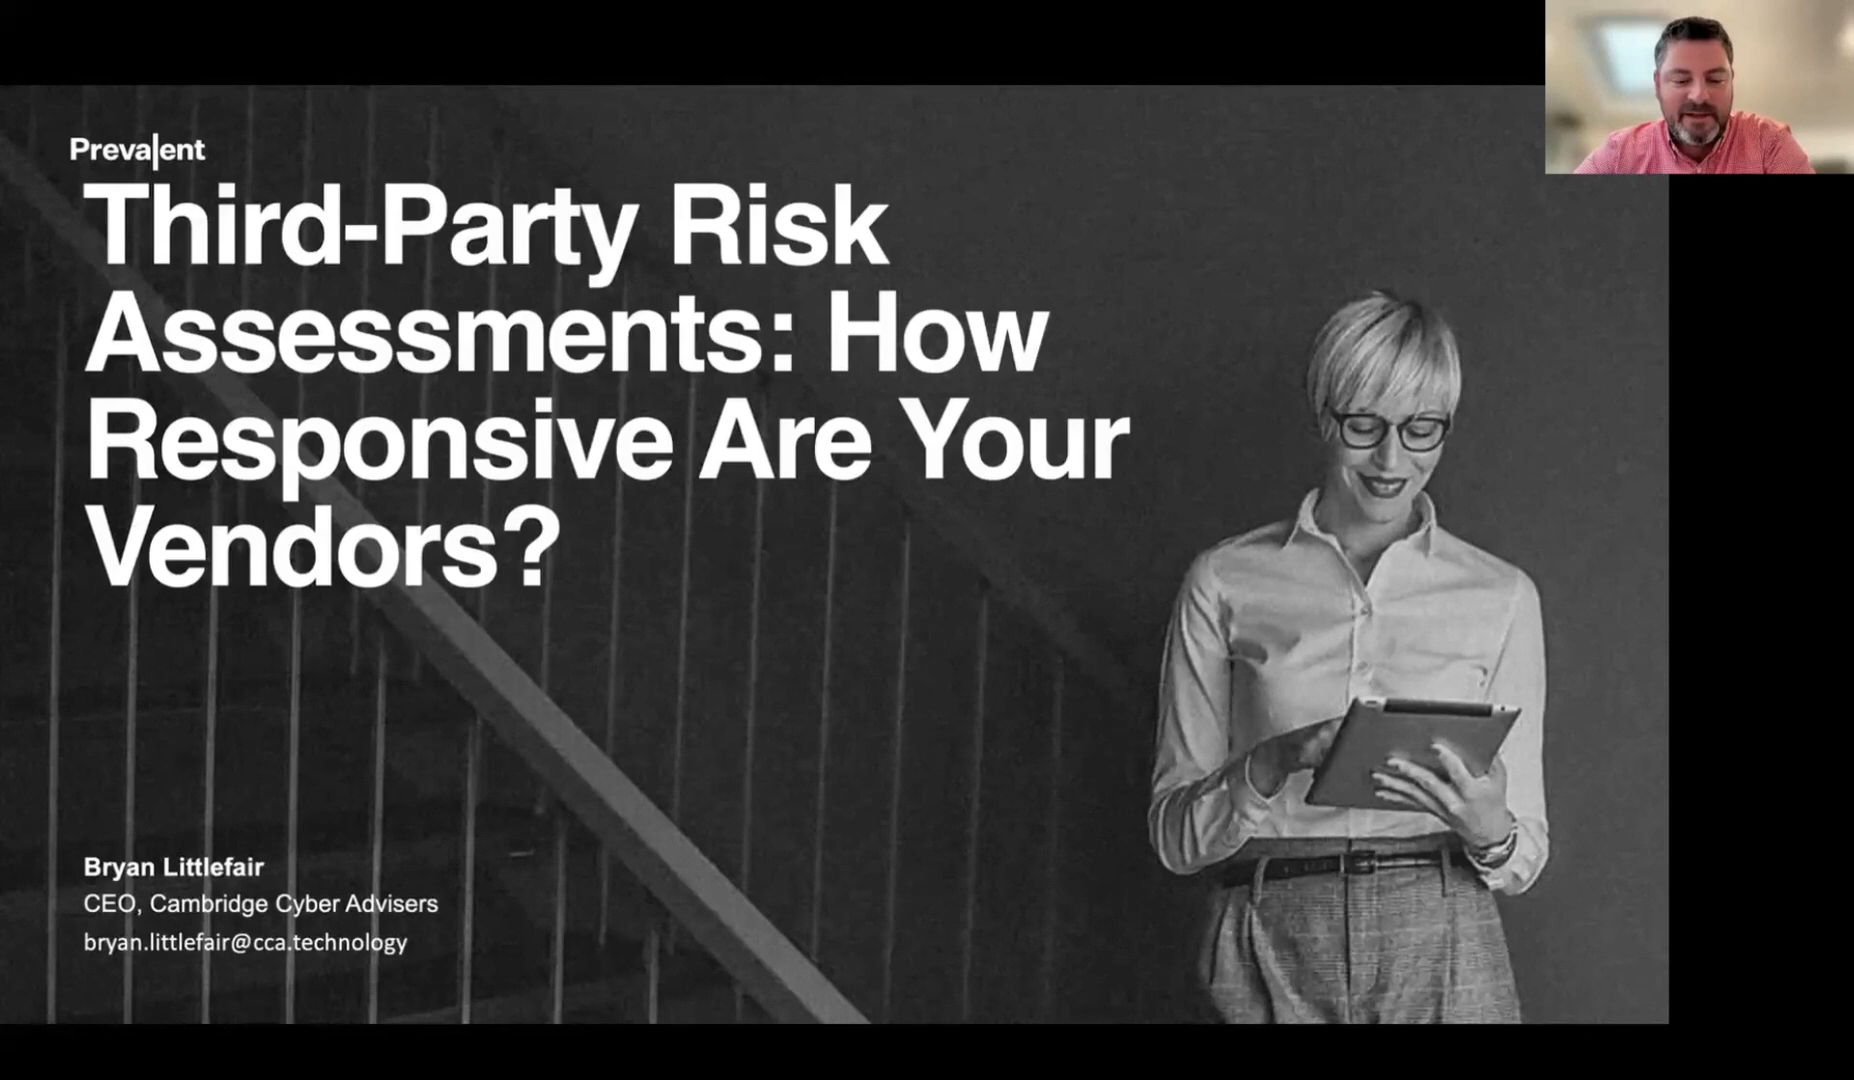 Prevalent
Third-Party Risk
Assessments: How
Responsive Are Your
Vendors?
Bryan Littlefair
CEO, Cambridge Cyber Advisers
bryan.littlefair@cca.technology